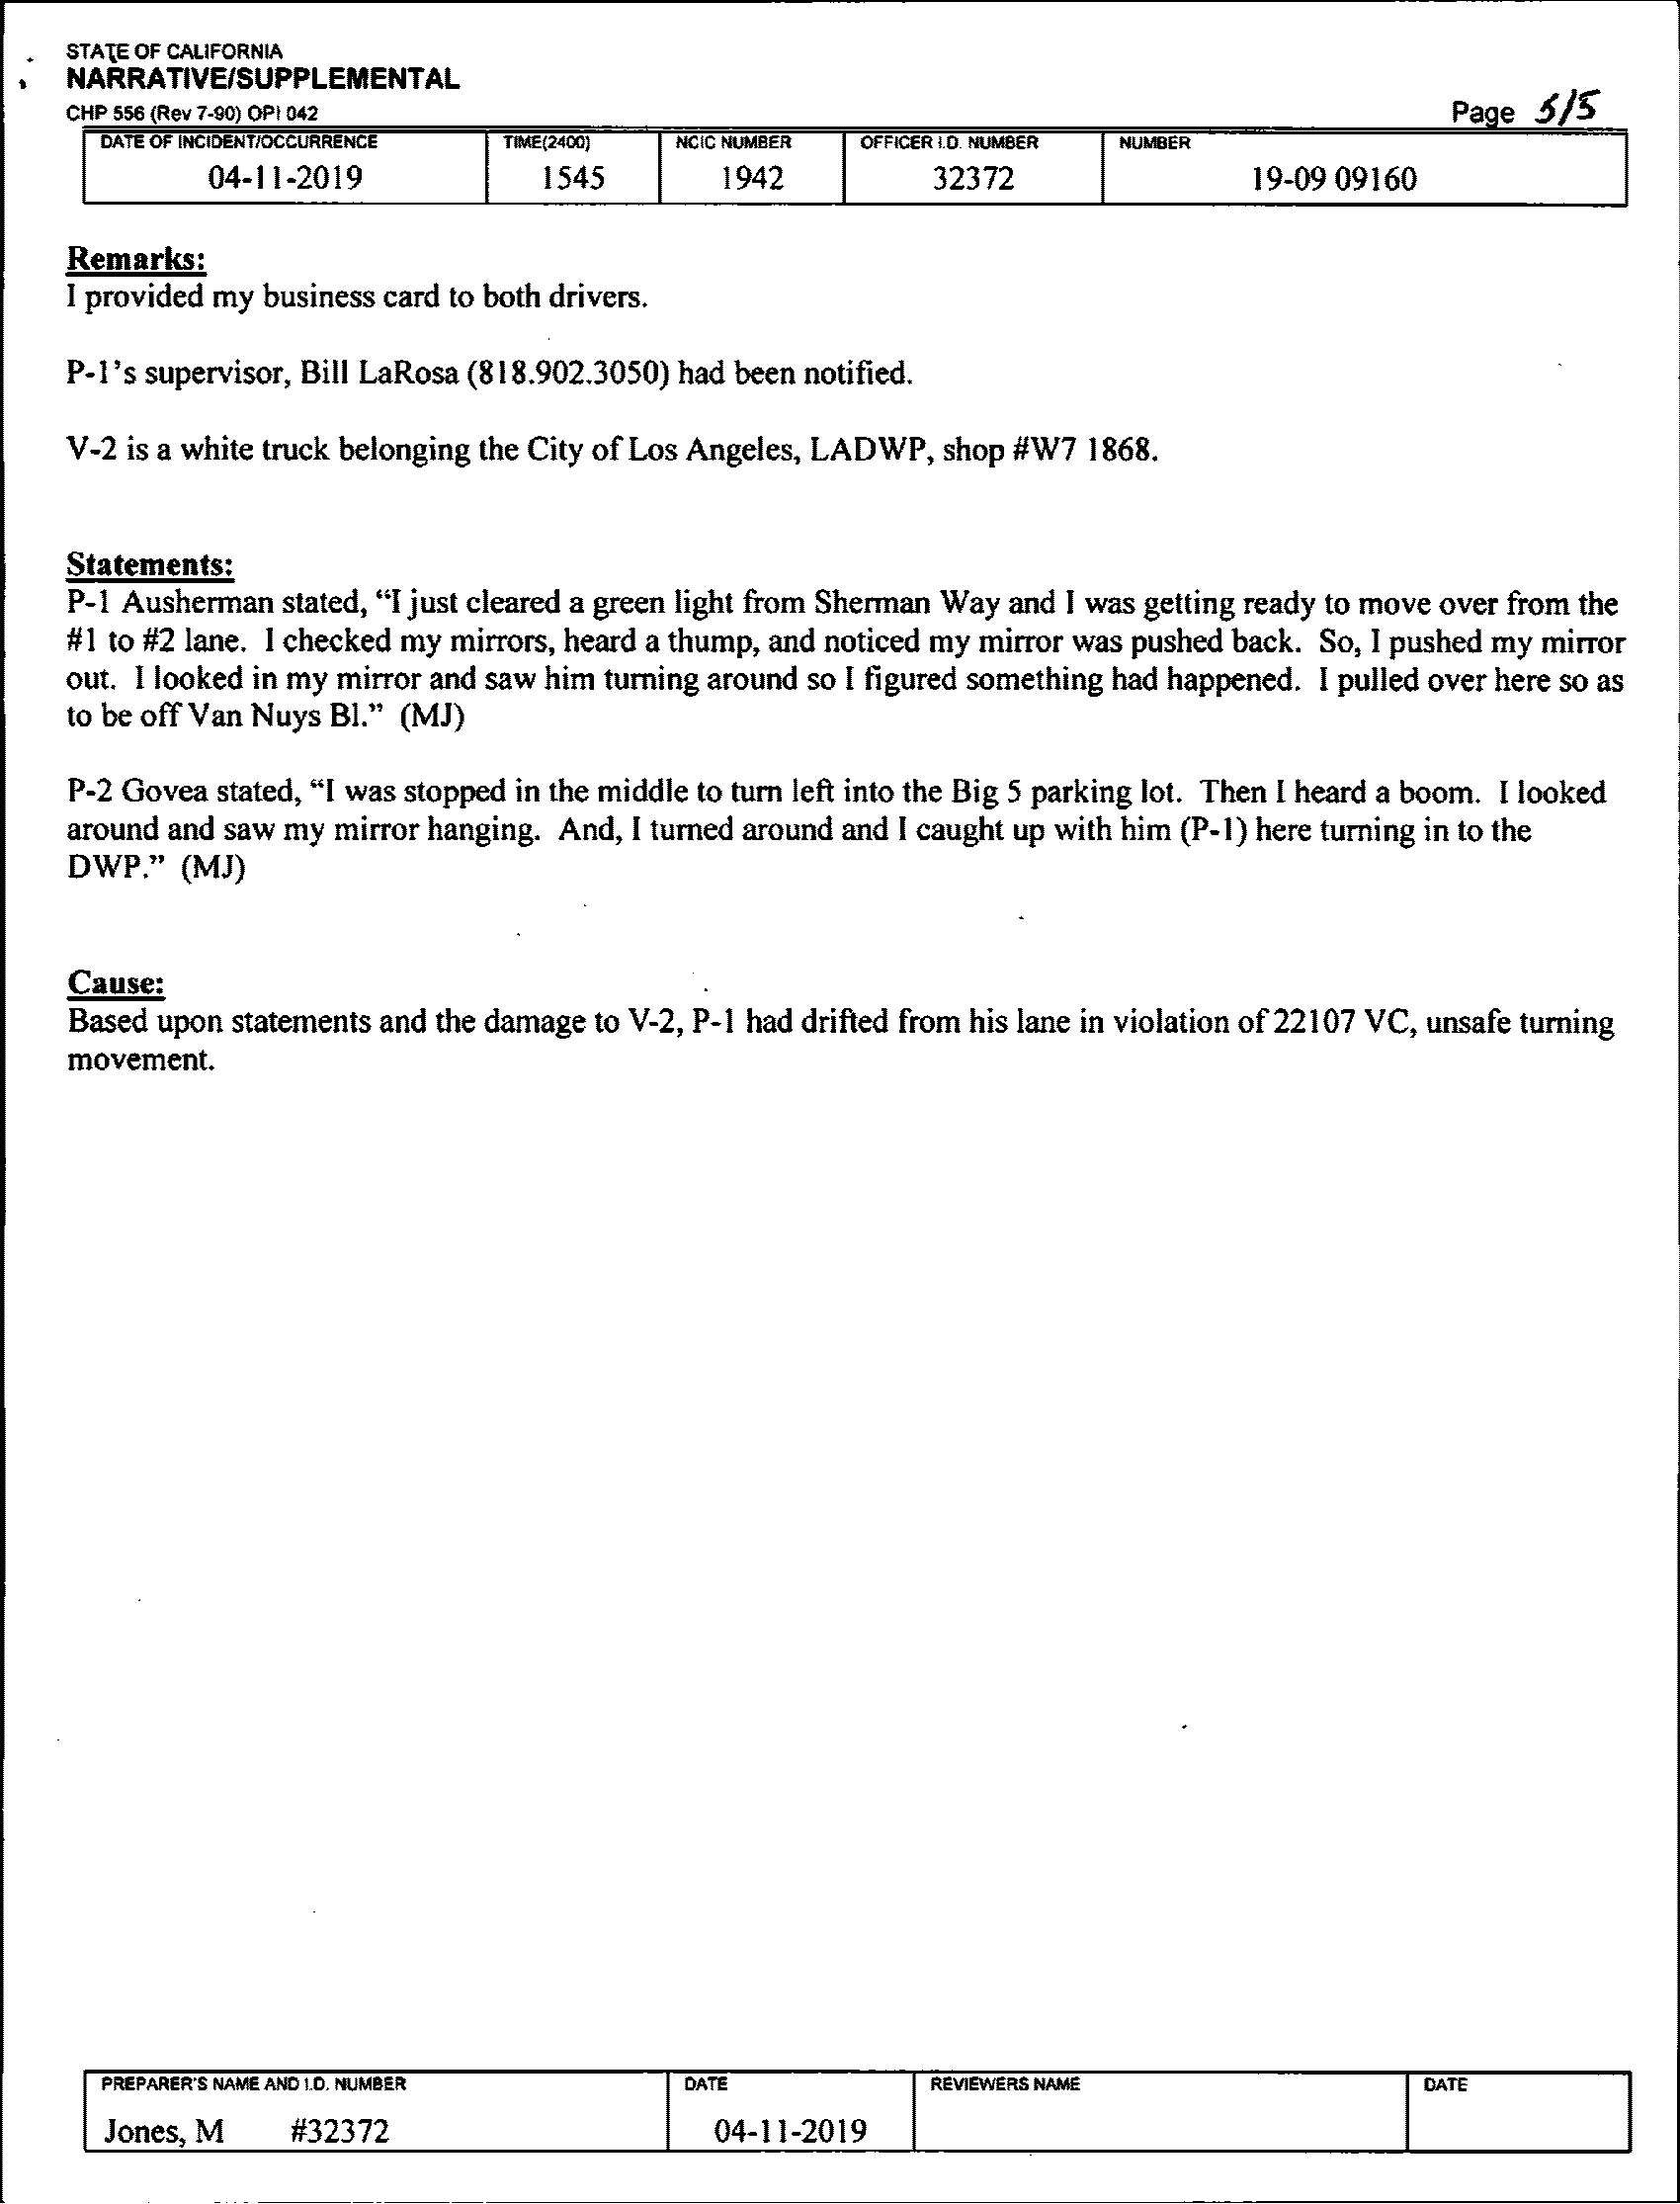 STATE OF CALIFORNIA
NARRATIVE/SUPPLEMENTAL
CHP 556 (Rev 7-90) OPI 042
Page 5/5
DATE OF INCIDENT/OCCURRENCE TIME(2400) NCIC NUMBER OFFICER I.D. NUMBER NUMBER
04-11-2019 1545 1942 32372 19-09 09160
Remarks:
I provided my business card to both drivers.
P-1's supervisor, Bill LaRosa (818.902.3050) had been notified.
V-2 is a white truck belonging the City of Los Angeles, LADWP, shop #W7 1868.
Statements:
P-1 Ausherman stated, “I just cleared a green light from Sherman Way and I was getting ready to move over from the
#1 to #2 lane. I checked my mirrors, heard a thump, and noticed my mirror was pushed back. So, I pushed my mirror
out. I looked in my mirror and saw him turning around so I figured something had happened. I pulled over here so as
to be off Van Nuys Bl.” (MJ)
P-2 Govea stated, “I was stopped in the middle to turn left into the Big 5 parking lot. Then I heard a boom. I looked
around and saw my mirror hanging. And, I turned around and I caught up with him (P-1) here turning in to the
DWP.” (MJ)
Cause:
Based upon statements and the damage to V-2, P-1 had drifted from his lane in violation of 22107 VC, unsafe turning
movement.
PREPARER'S NAME AND I.D. NUMBER DATE REVIEWERS NAME DATE
Jones, M #32372 04-11-2019